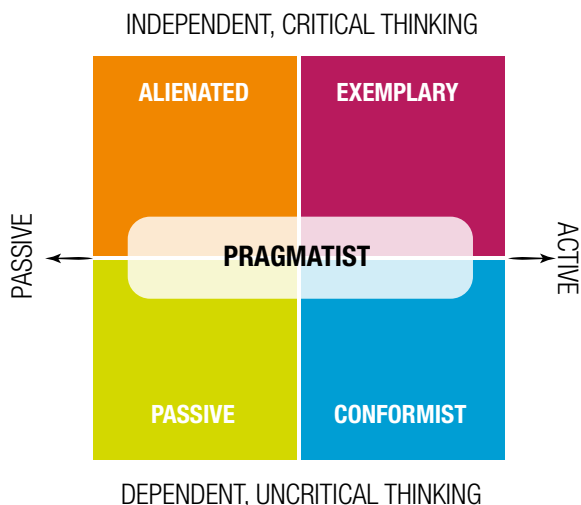 INDEPENDENT, CRITICAL THINKING
ALIENATED
EXEMPLARY
PASSIVE
PRAGMATIST
ACTIVE
PASSIVE
CONFORMIST
DEPENDENT, UNCRITICAL THINKING